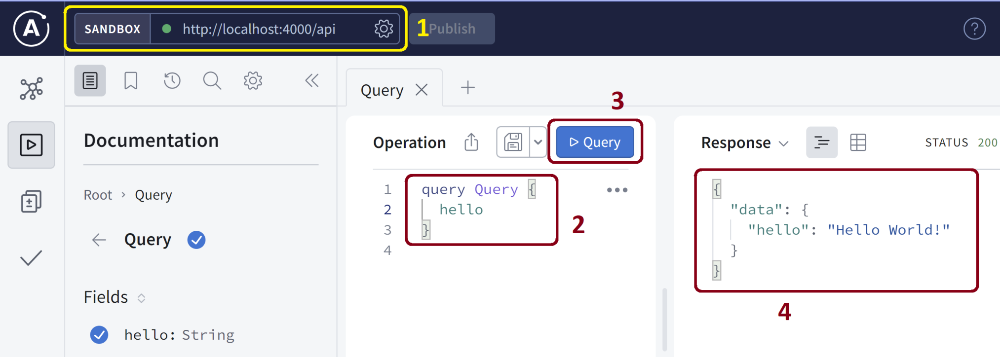 A SANDBOX http://localhost:4000/api 1 Publish ?
Query
3
Documentation
Root > Query
Query
Fields
hello: String
Operation
Query
1 query Query {
2 hello
3 }
4
2
Response
STATUS 200
{
"data": {
"hello": "Hello World!"
}
}
4